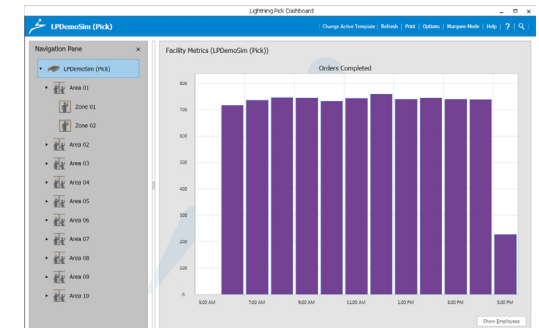 Lightning Pick Dashboard
LPDemoSim (Pick)
| Change Active Template | Refresh | Print | Options | Marquee Mode | Help | ? |
Navigation Pane x
LPDemoSim (Pick)
Area 01
Zone 01
Zone 02
Area 02
Area 03
Area 04
Area 05
Area 06
Area 07
Area 08
Area 09
Area 10
Facility Metrics (LPDemoSim (Pick))
Orders Completed
800
700
600
500
400
300
200
100
0
5:00 AM 7:00 AM 9:00 AM 11:00 AM 1:00 PM 3:00 PM 5:00 PM
Show Employees